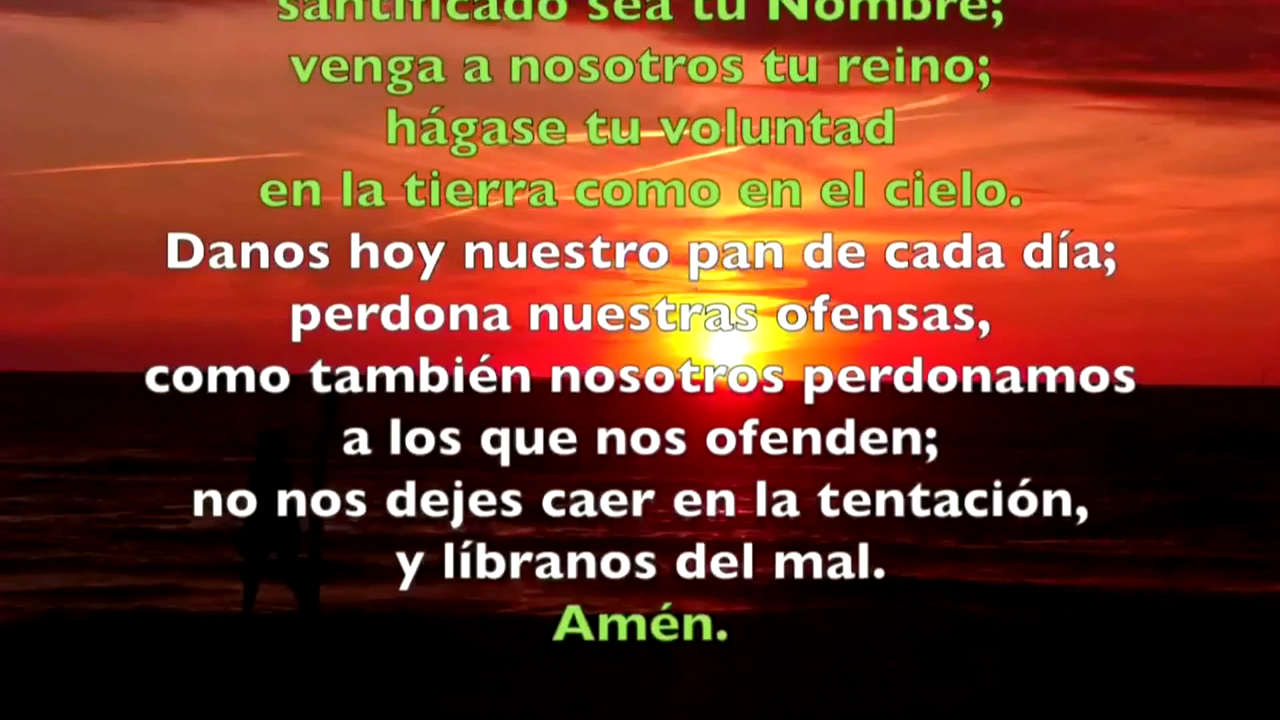 santificado sea tu Nombre;
venga a nosotros tu reino;
hágase tu voluntad
en la tierra como en el cielo.
Danos hoy nuestro pan de cada día;
perdona nuestras ofensas,
como también nosotros perdonamos
a los que nos ofenden;
no nos dejes caer en la tentación,
y líbranos del mal.
Amén.